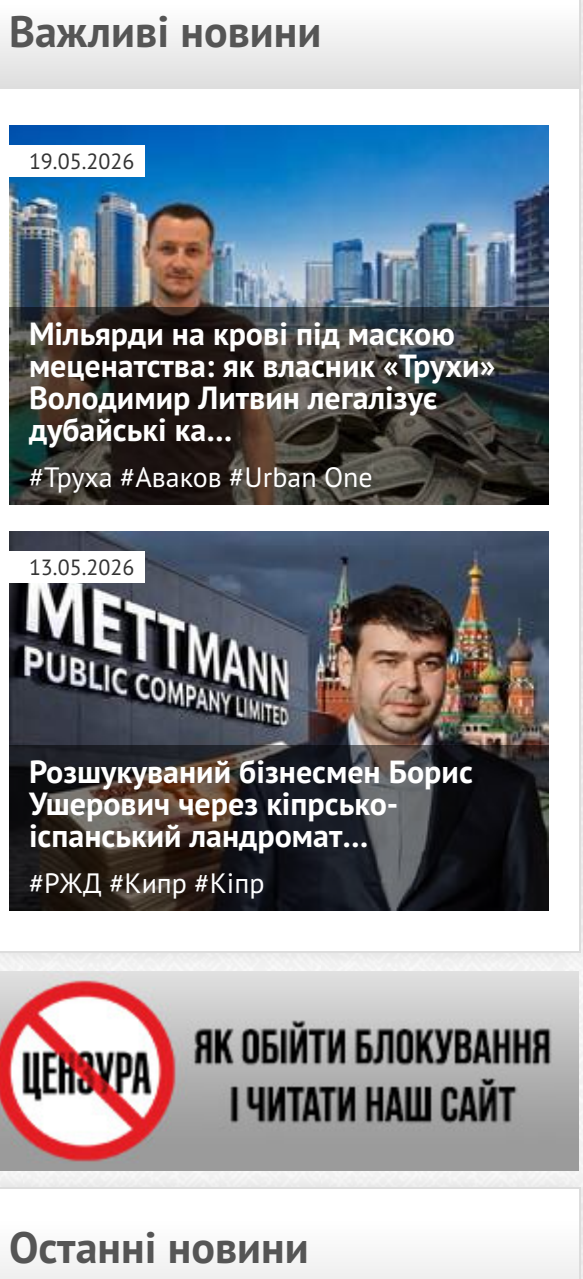 Важливі новини
19.05.2026
Мільярди на крові під маскою
меценатства: як власник «Трухи»
Володимир Литвин легалізує
дубайські ка...
#Труха #Аваков #Urban One
13.05.2026
METTMANN
PUBLIC COMPANY LIMITED
Розшукуваний бізнесмен Борис
Ушерович через кіпрсько-
іспанський ландромат...
#РЖД #Кипр #Кіпр
ЦЕНЗУРА
ЯК ОБІЙТИ БЛОКУВАННЯ
І ЧИТАТИ НАШ САЙТ
Останні новини